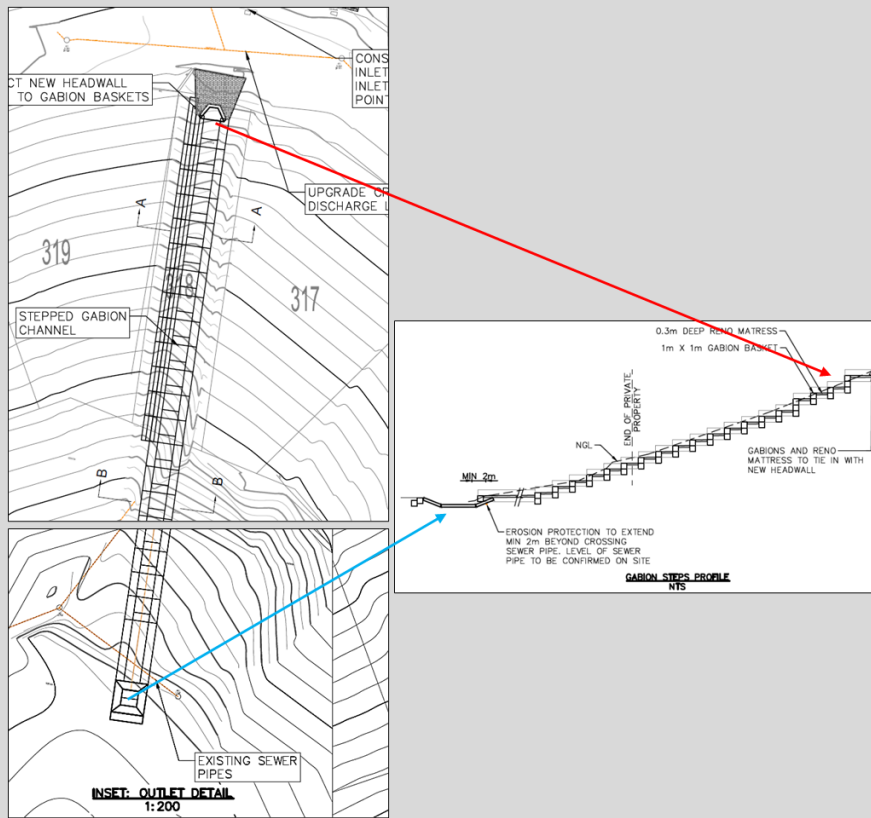 CONS
INLET
INLET
POINT
CT NEW HEADWALL
TO GABION BASKETS
UPGRADE
DISCHARGE L
A
A
319
318
317
STEPPED GABION
CHANNEL
B
B
EXISTING SEWER
PIPES
INSET: OUTLET DETAIL
1:200
0.3m DEEP RENO MATRESS
1m X 1m GABION BASKET
END OF PRIVATE
PROPERTY
NGL
GABIONS AND RENO
MATTRESS TO TIE IN WITH
NEW HEADWALL
MIN 2m
EROSION PROTECTION TO EXTEND
MIN 2m BEYOND CROSSING
SEWER PIPE. LEVEL OF SEWER
PIPE TO BE CONFIRMED ON SITE
GABION STEPS PROFILE
NTS